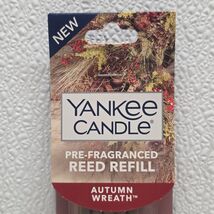 NEW
YANKEE
CANDLE®
PRE-FRAGRANCED
REED REFILL
AUTUMN
WREATH™